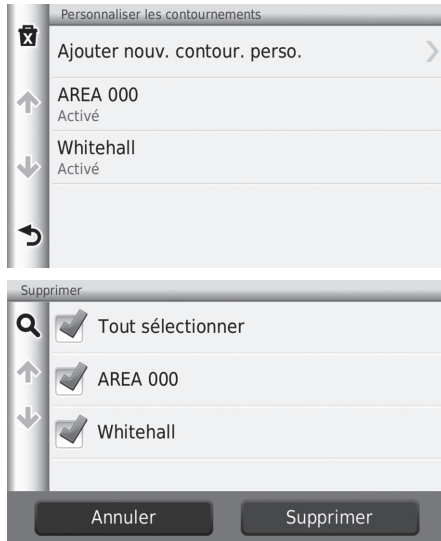 Personnaliser les contournements
Ajouter nouv. contour. perso.
AREA 000
Activé
Whitehall
Activé
Supprimer
Tout sélectionner
AREA 000
Whitehall
Annuler
Supprimer